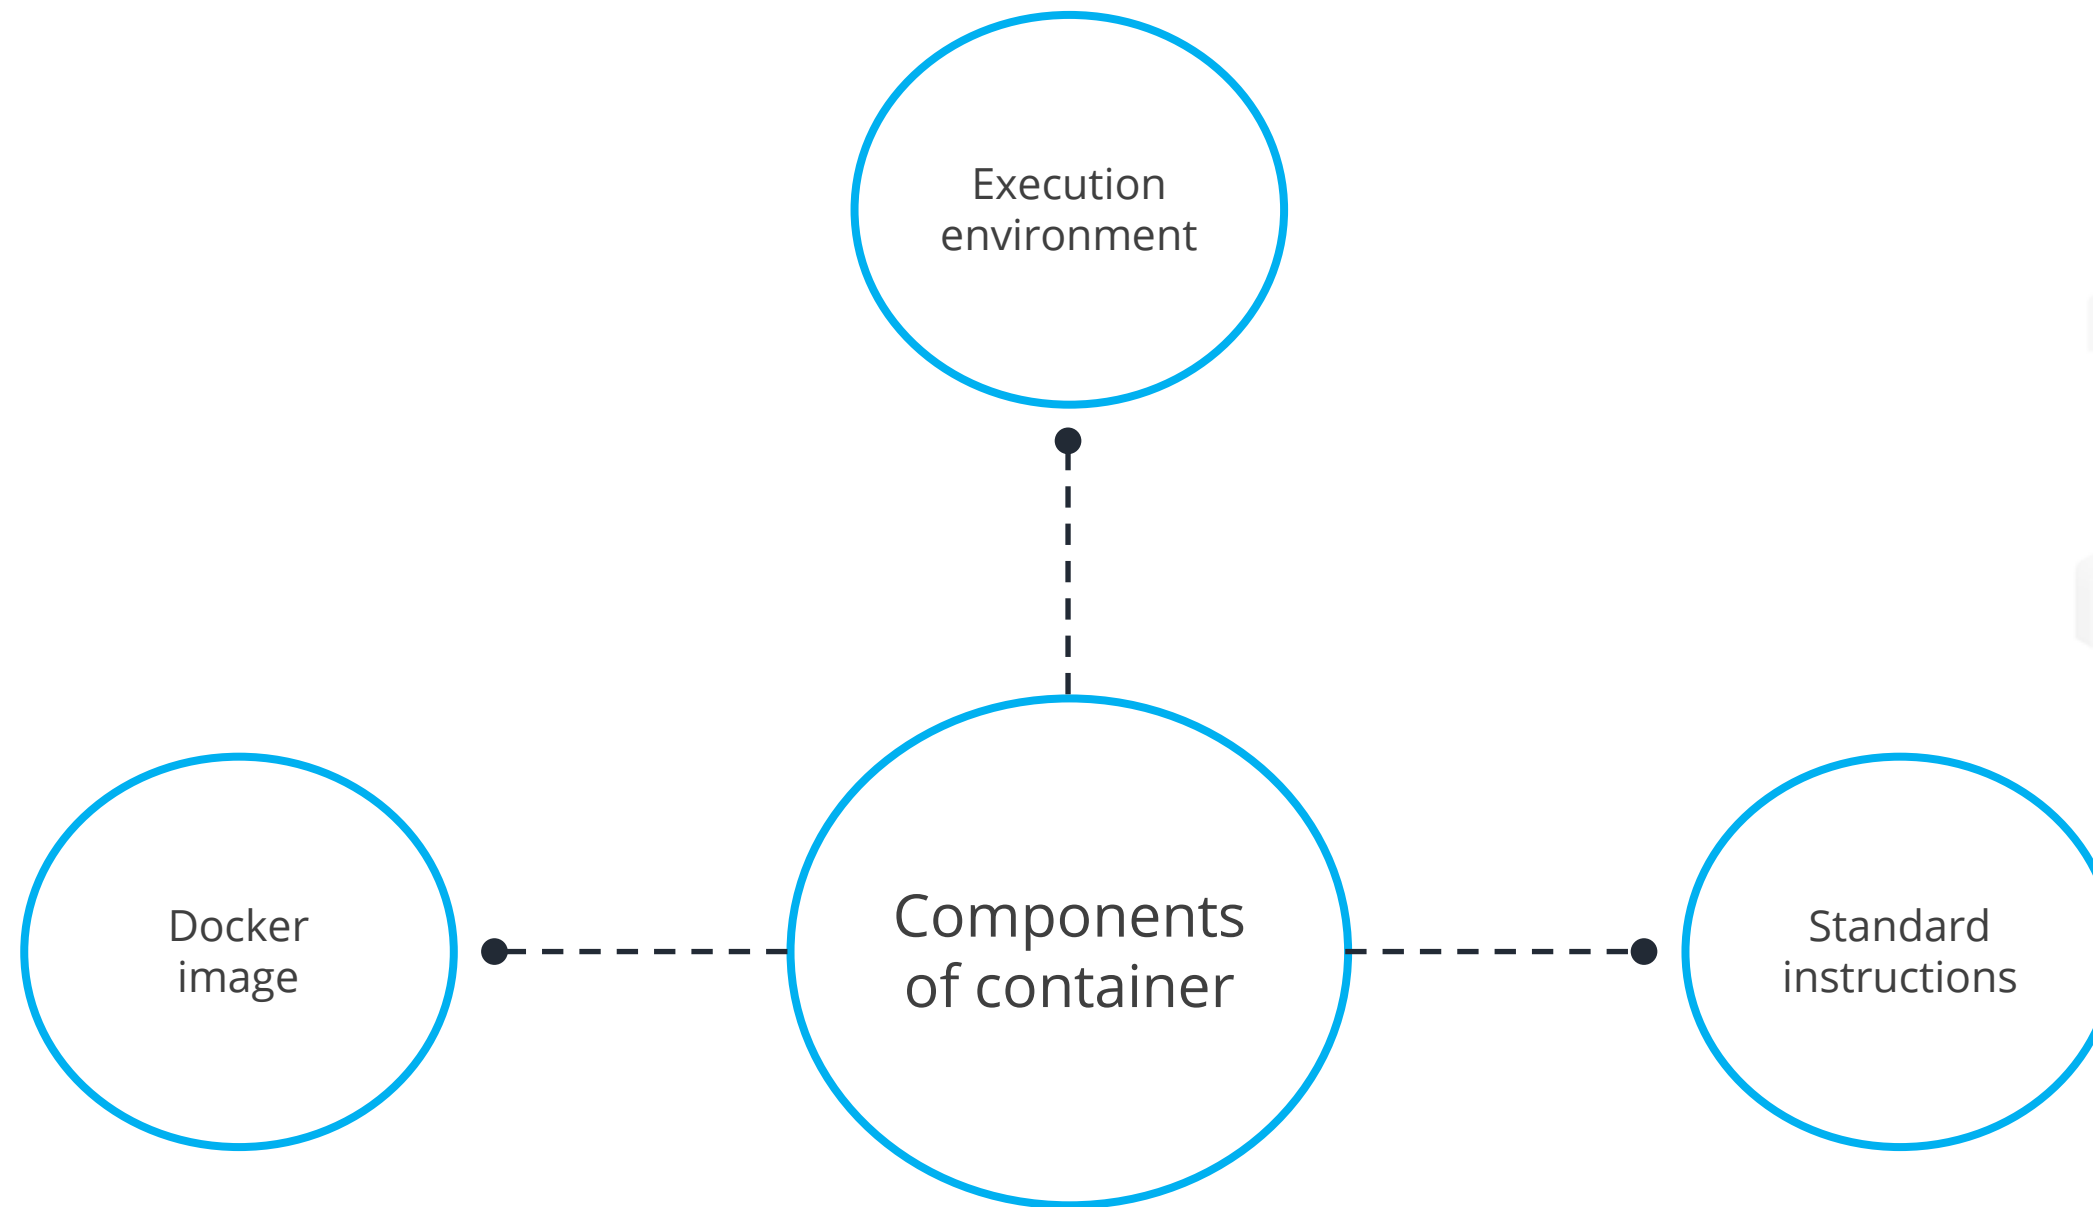 Execution
environment
Docker
image
Components
of container
Standard
instructions